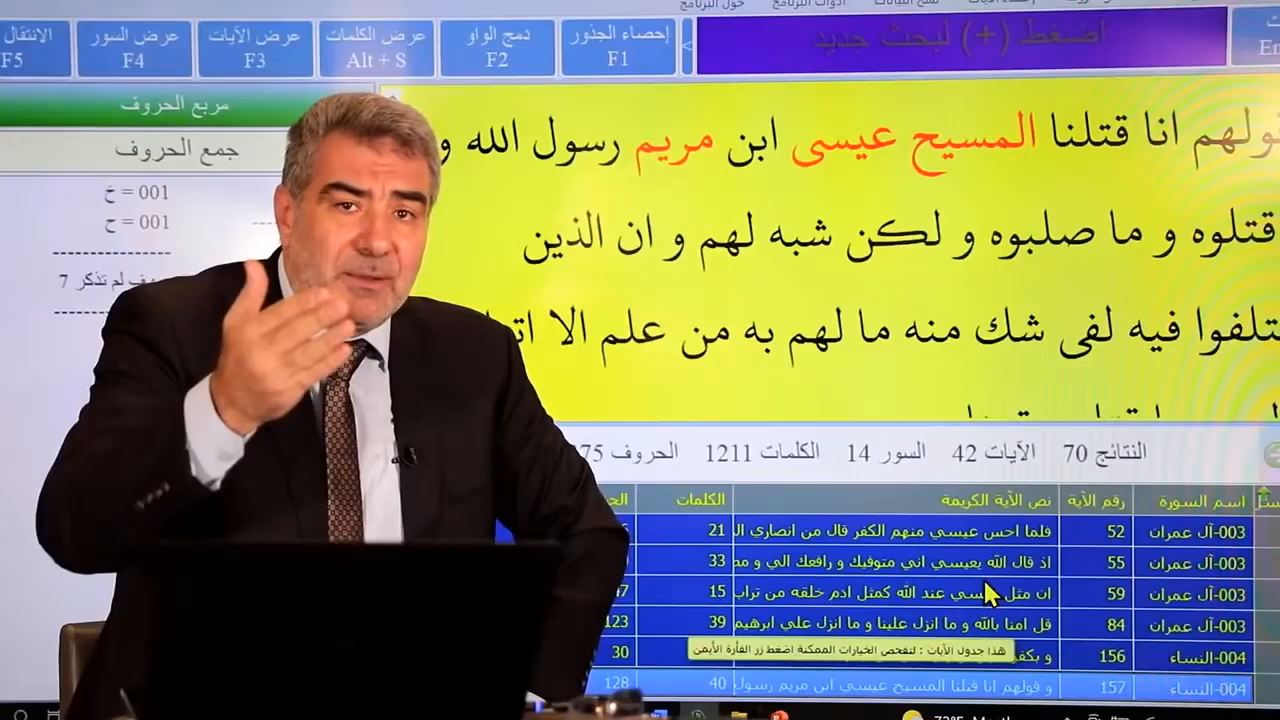 حول البرنامج أدوات البرنامج
اضغط (+) لبحث جديد
إحصاء الجذور F1
دمج الواو F2
عرض الكلمات Alt + S
عرض الآيات F3
عرض السور F4
الانتقال F5
مربع الحروف
جمع الحروف
خ = 001
ح = 001
لم تذكر 7
انا قتلنا المسيح عيسى ابن مريم رسول الله و
قتلوه و ما صلبوه و لكن شبه لهم و ان الذين
فيه لفى شك منه ما لهم به من علم الا
النتائج 70 الآيات 42 السور 14 الكلمات 1211 الحروف
اسم السورة رقم الآية نص الآية الكريمة الكلمات
003-آل عمران 52 فلما احس عيسي منهم الكفر قال من انصاري 21
003-آل عمران 55 اذ قال الله يعيسي اني متوفيك و رافعك الي و 33
003-آل عمران 59 ان مثل عند الله كمثل ادم خلقه من تراب 15
003-آل عمران 84 قل امنا بالله و ما انزل علينا و ما انزل علي ابرهيم 39 123
هذا جدول الآيات : لتفحص الخيارات الممكنة اضغط زر الفأرة الأيمن
004-النساء 156 30
004-النساء 157 و قولهم انا قتلنا المسيح عيسي ابن مريم رسول 40 128